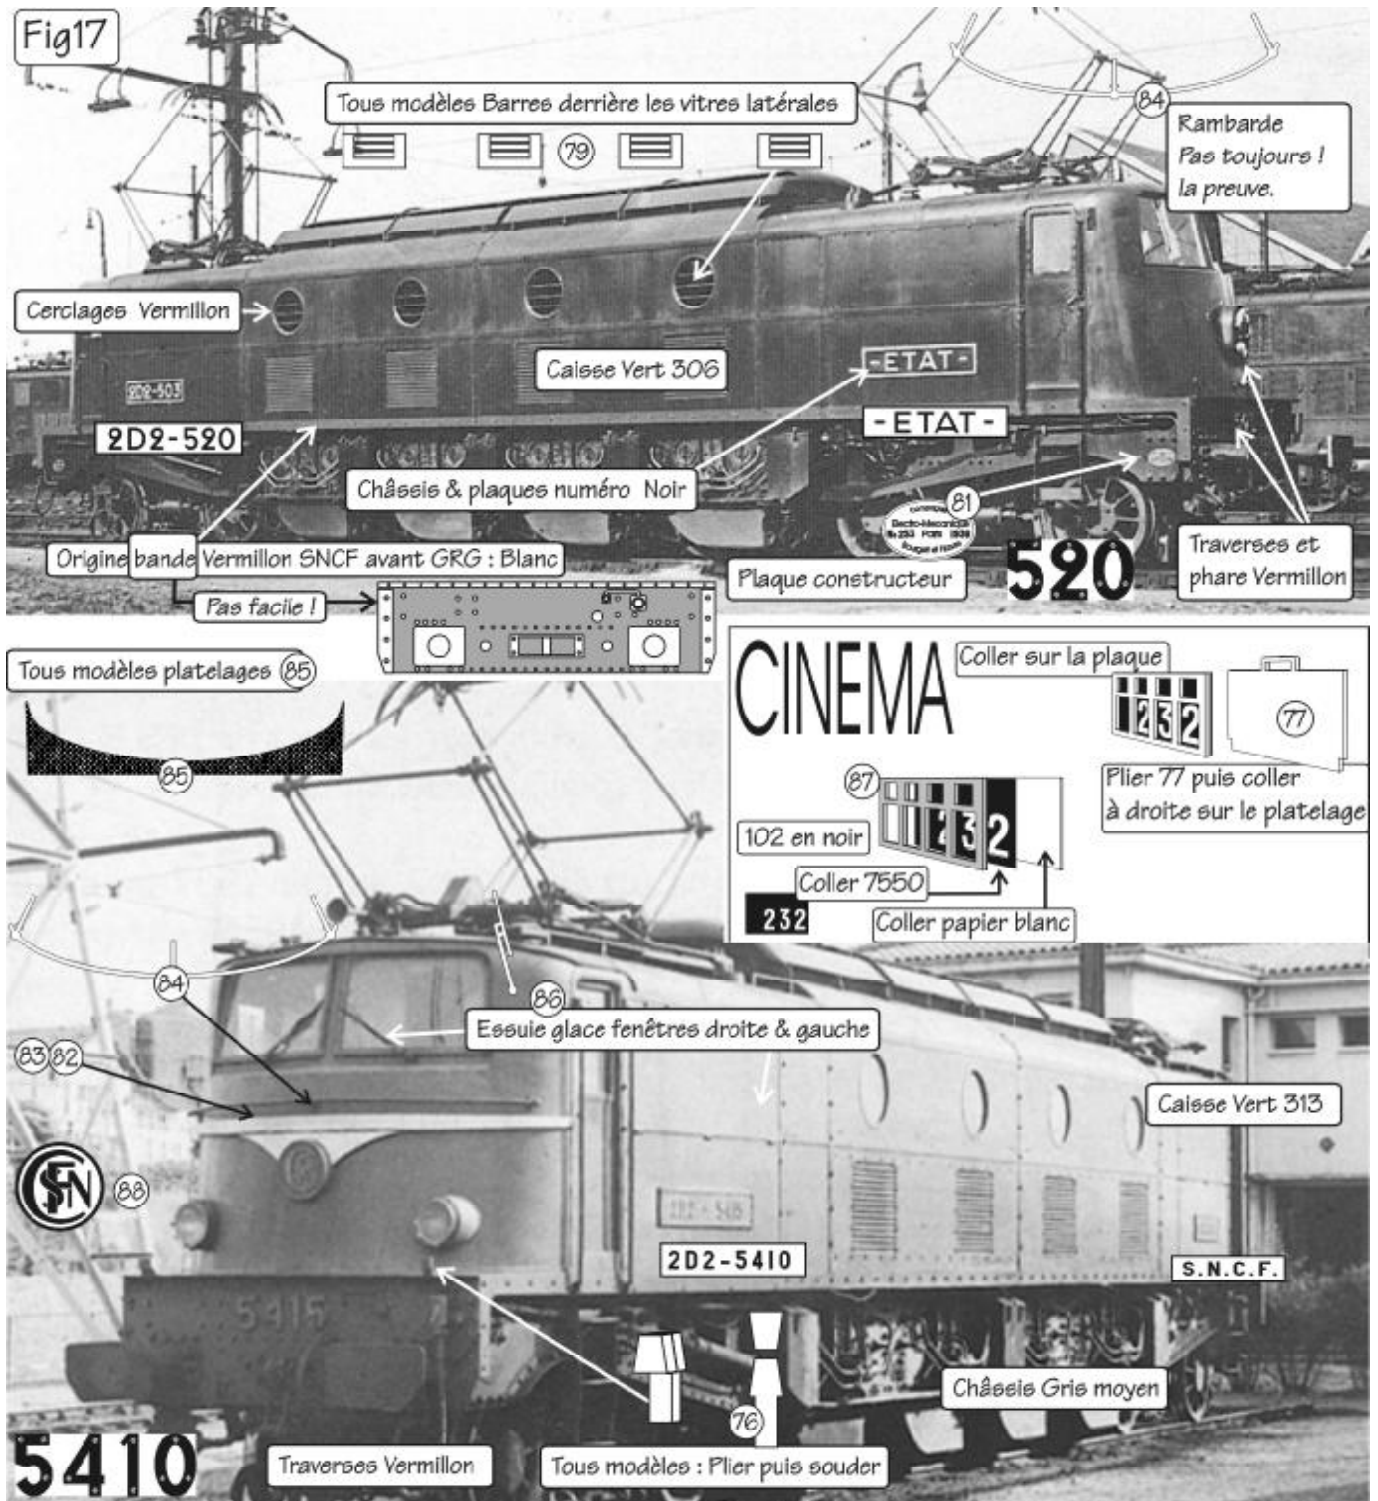 Fig17
Tous modèles Barres derrière les vitres latérales
79
84
Rambarde
Pas toujours !
la preuve.
Cerclages Vermillon
Caisse Vert 306
-ETAT-
2D2-503
2D2-520
-ETAT-
Châssis & plaques numéro Noir
81
Electro-Mecanique
Origine bande Vermillon SNCF avant GRG : Blanc
Plaque constructeur
520
Traverses et
phare Vermillon
Pas facile !
Tous modèles platelages 85
85
CINEMA
Coller sur la plaque
232
77
Plier 77 puis coller
à droite sur le platelage
87
232
102 en noir
Coller 7550
232
Coller papier blanc
84
86
Essuie glace fenêtres droite & gauche
83 82
Caisse Vert 313
SNCF
88
2D2-5410
S.N.C.F.
5415
Châssis Gris moyen
76
5410
Traverses Vermillon
Tous modèles : Plier puis souder